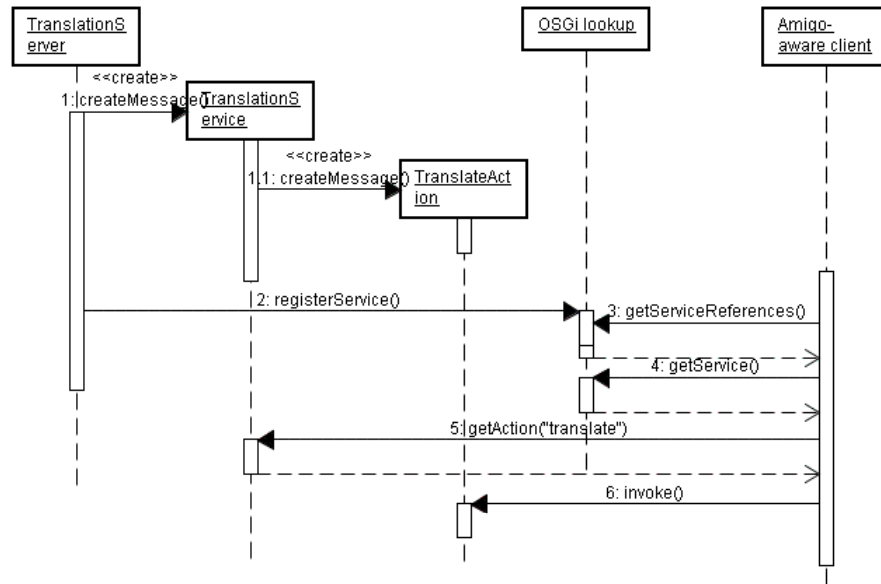 TranslationS
erver
OSGi lookup
Amigo-
aware client
<<create>>
1: createMessage()
TranslationS
ervice
<<create>>
1.1: createMessage()
TranslateAct
ion
2: registerService()
3: getServiceReferences()
4: getService()
5: getAction("translate")
6: invoke()